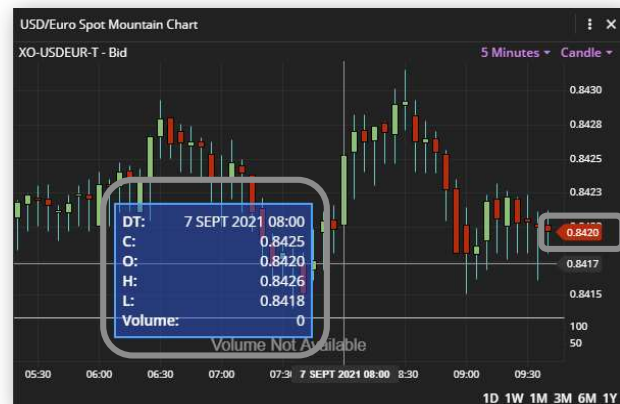 USD/Euro Spot Mountain Chart
XO-USDEUR-T - Bid
5 Minutes
Candle
0.8430
0.8428
0.8425
0.8423
0.8420
0.8417
0.8415
DT: 7 SEPT 2021 08:00
C: 0.8425
O: 0.8420
H: 0.8426
L: 0.8418
Volume: 0
Volume Not Available
100
50
05:30 06:00 06:30 07:00 7 SEPT 2021 08:00 8:30 09:00 09:30
1D 1W 1M 3M 6M 1Y